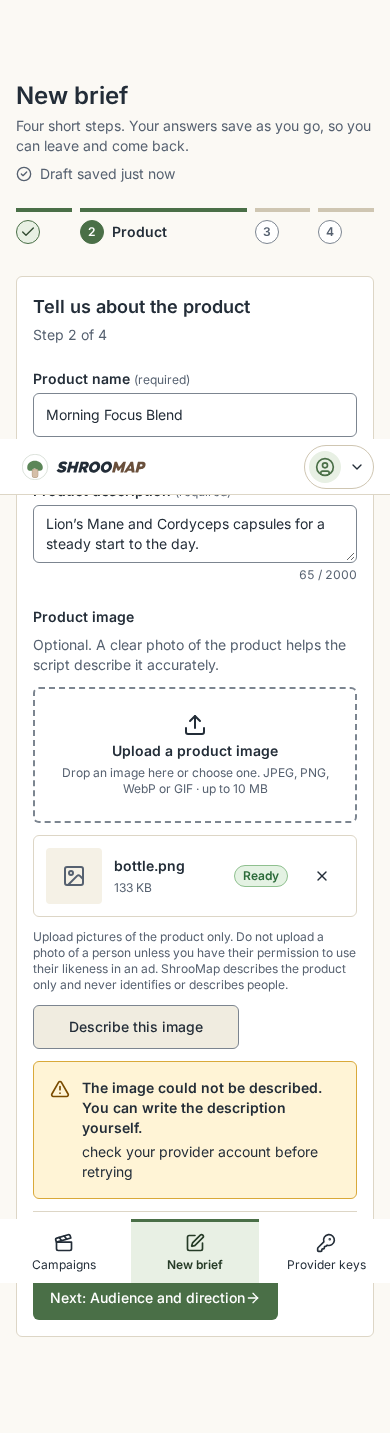 New brief
Four short steps. Your answers save as you go, so you
can leave and come back.
Draft saved just now
2 Product 3 4
Tell us about the product
Step 2 of 4
Product name (required)
Morning Focus Blend
SHROOMAP
Product description (required)
Lion's Mane and Cordyceps capsules for a
steady start to the day.
65 / 2000
Product image
Optional. A clear photo of the product helps the
script describe it accurately.
Upload a product image
Drop an image here or choose one. JPEG, PNG,
WebP or GIF · up to 10 MB
bottle.png
133 KB
Ready
Upload pictures of the product only. Do not upload a
photo of a person unless you have their permission to use
their likeness in an ad. ShrooMap describes the product
only and never identifies or describes people.
Describe this image
The image could not be described.
You can write the description
yourself.
check your provider account before
retrying
Campaigns New brief Provider keys
Next: Audience and direction